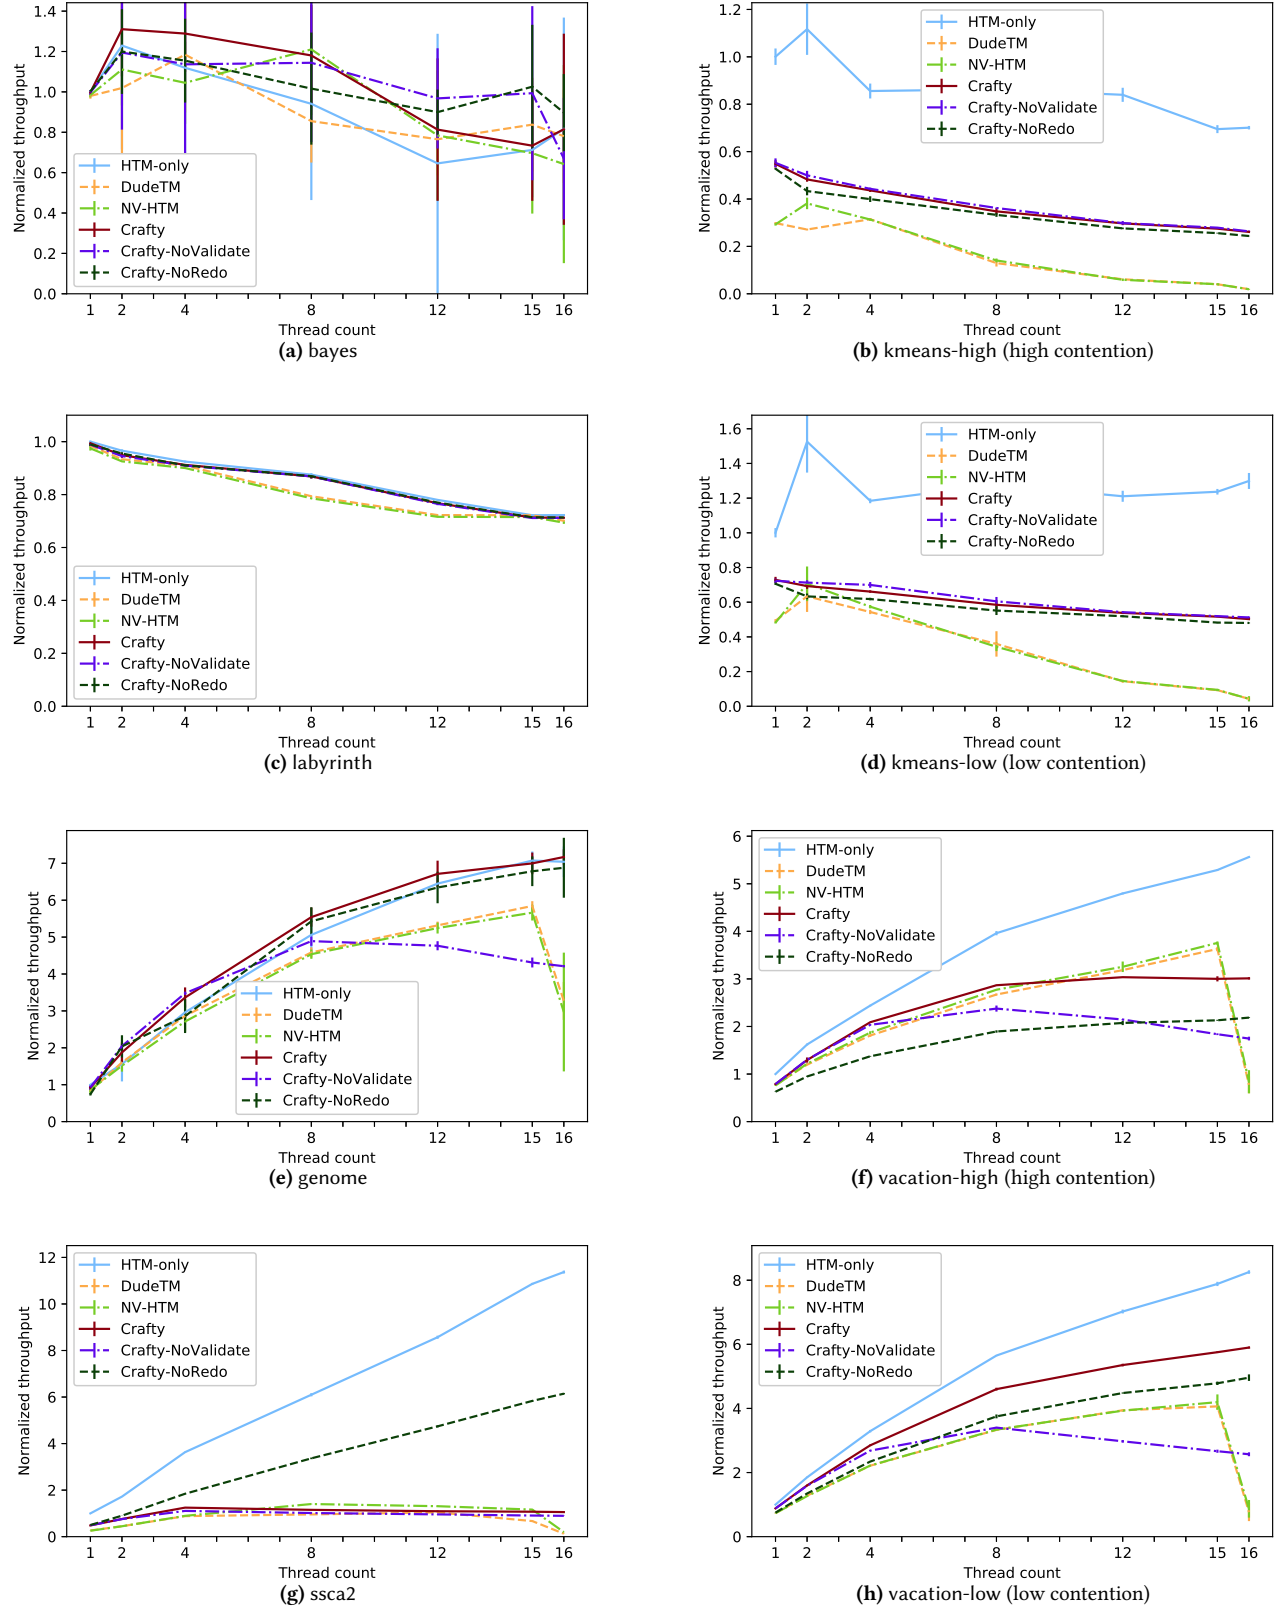 Normalized throughput
1.4
1.2
1.0
0.8
0.6
0.4
0.2
0.0
HTM-only
DudeTM
NV-HTM
Crafty
Crafty-NoValidate
Crafty-NoRedo
1 2 4 8 12 15 16
Thread count
(a) bayes
Normalized throughput
1.2
1.0
0.8
0.6
0.4
0.2
0.0
HTM-only
DudeTM
NV-HTM
Crafty
Crafty-NoValidate
Crafty-NoRedo
1 2 4 8 12 15 16
Thread count
(b) kmeans-high (high contention)
Normalized throughput
1.0
0.8
0.6
0.4
0.2
0.0
HTM-only
DudeTM
NV-HTM
Crafty
Crafty-NoValidate
Crafty-NoRedo
1 2 4 8 12 15 16
Thread count
(c) labyrinth
Normalized throughput
1.6
1.4
1.2
1.0
0.8
0.6
0.4
0.2
0.0
HTM-only
DudeTM
NV-HTM
Crafty
Crafty-NoValidate
Crafty-NoRedo
1 2 4 8 12 15 16
Thread count
(d) kmeans-low (low contention)
Normalized throughput
7
6
5
4
3
2
1
0
HTM-only
DudeTM
NV-HTM
Crafty
Crafty-NoValidate
Crafty-NoRedo
1 2 4 8 12 15 16
Thread count
(e) genome
Normalized throughput
6
5
4
3
2
1
0
HTM-only
DudeTM
NV-HTM
Crafty
Crafty-NoValidate
Crafty-NoRedo
1 2 4 8 12 15 16
Thread count
(f) vacation-high (high contention)
Normalized throughput
12
10
8
6
4
2
0
HTM-only
DudeTM
NV-HTM
Crafty
Crafty-NoValidate
Crafty-NoRedo
1 2 4 8 12 15 16
Thread count
(g) ssca2
Normalized throughput
8
6
4
2
0
HTM-only
DudeTM
NV-HTM
Crafty
Crafty-NoValidate
Crafty-NoRedo
1 2 4 8 12 15 16
Thread count
(h) vacation-low (low contention)